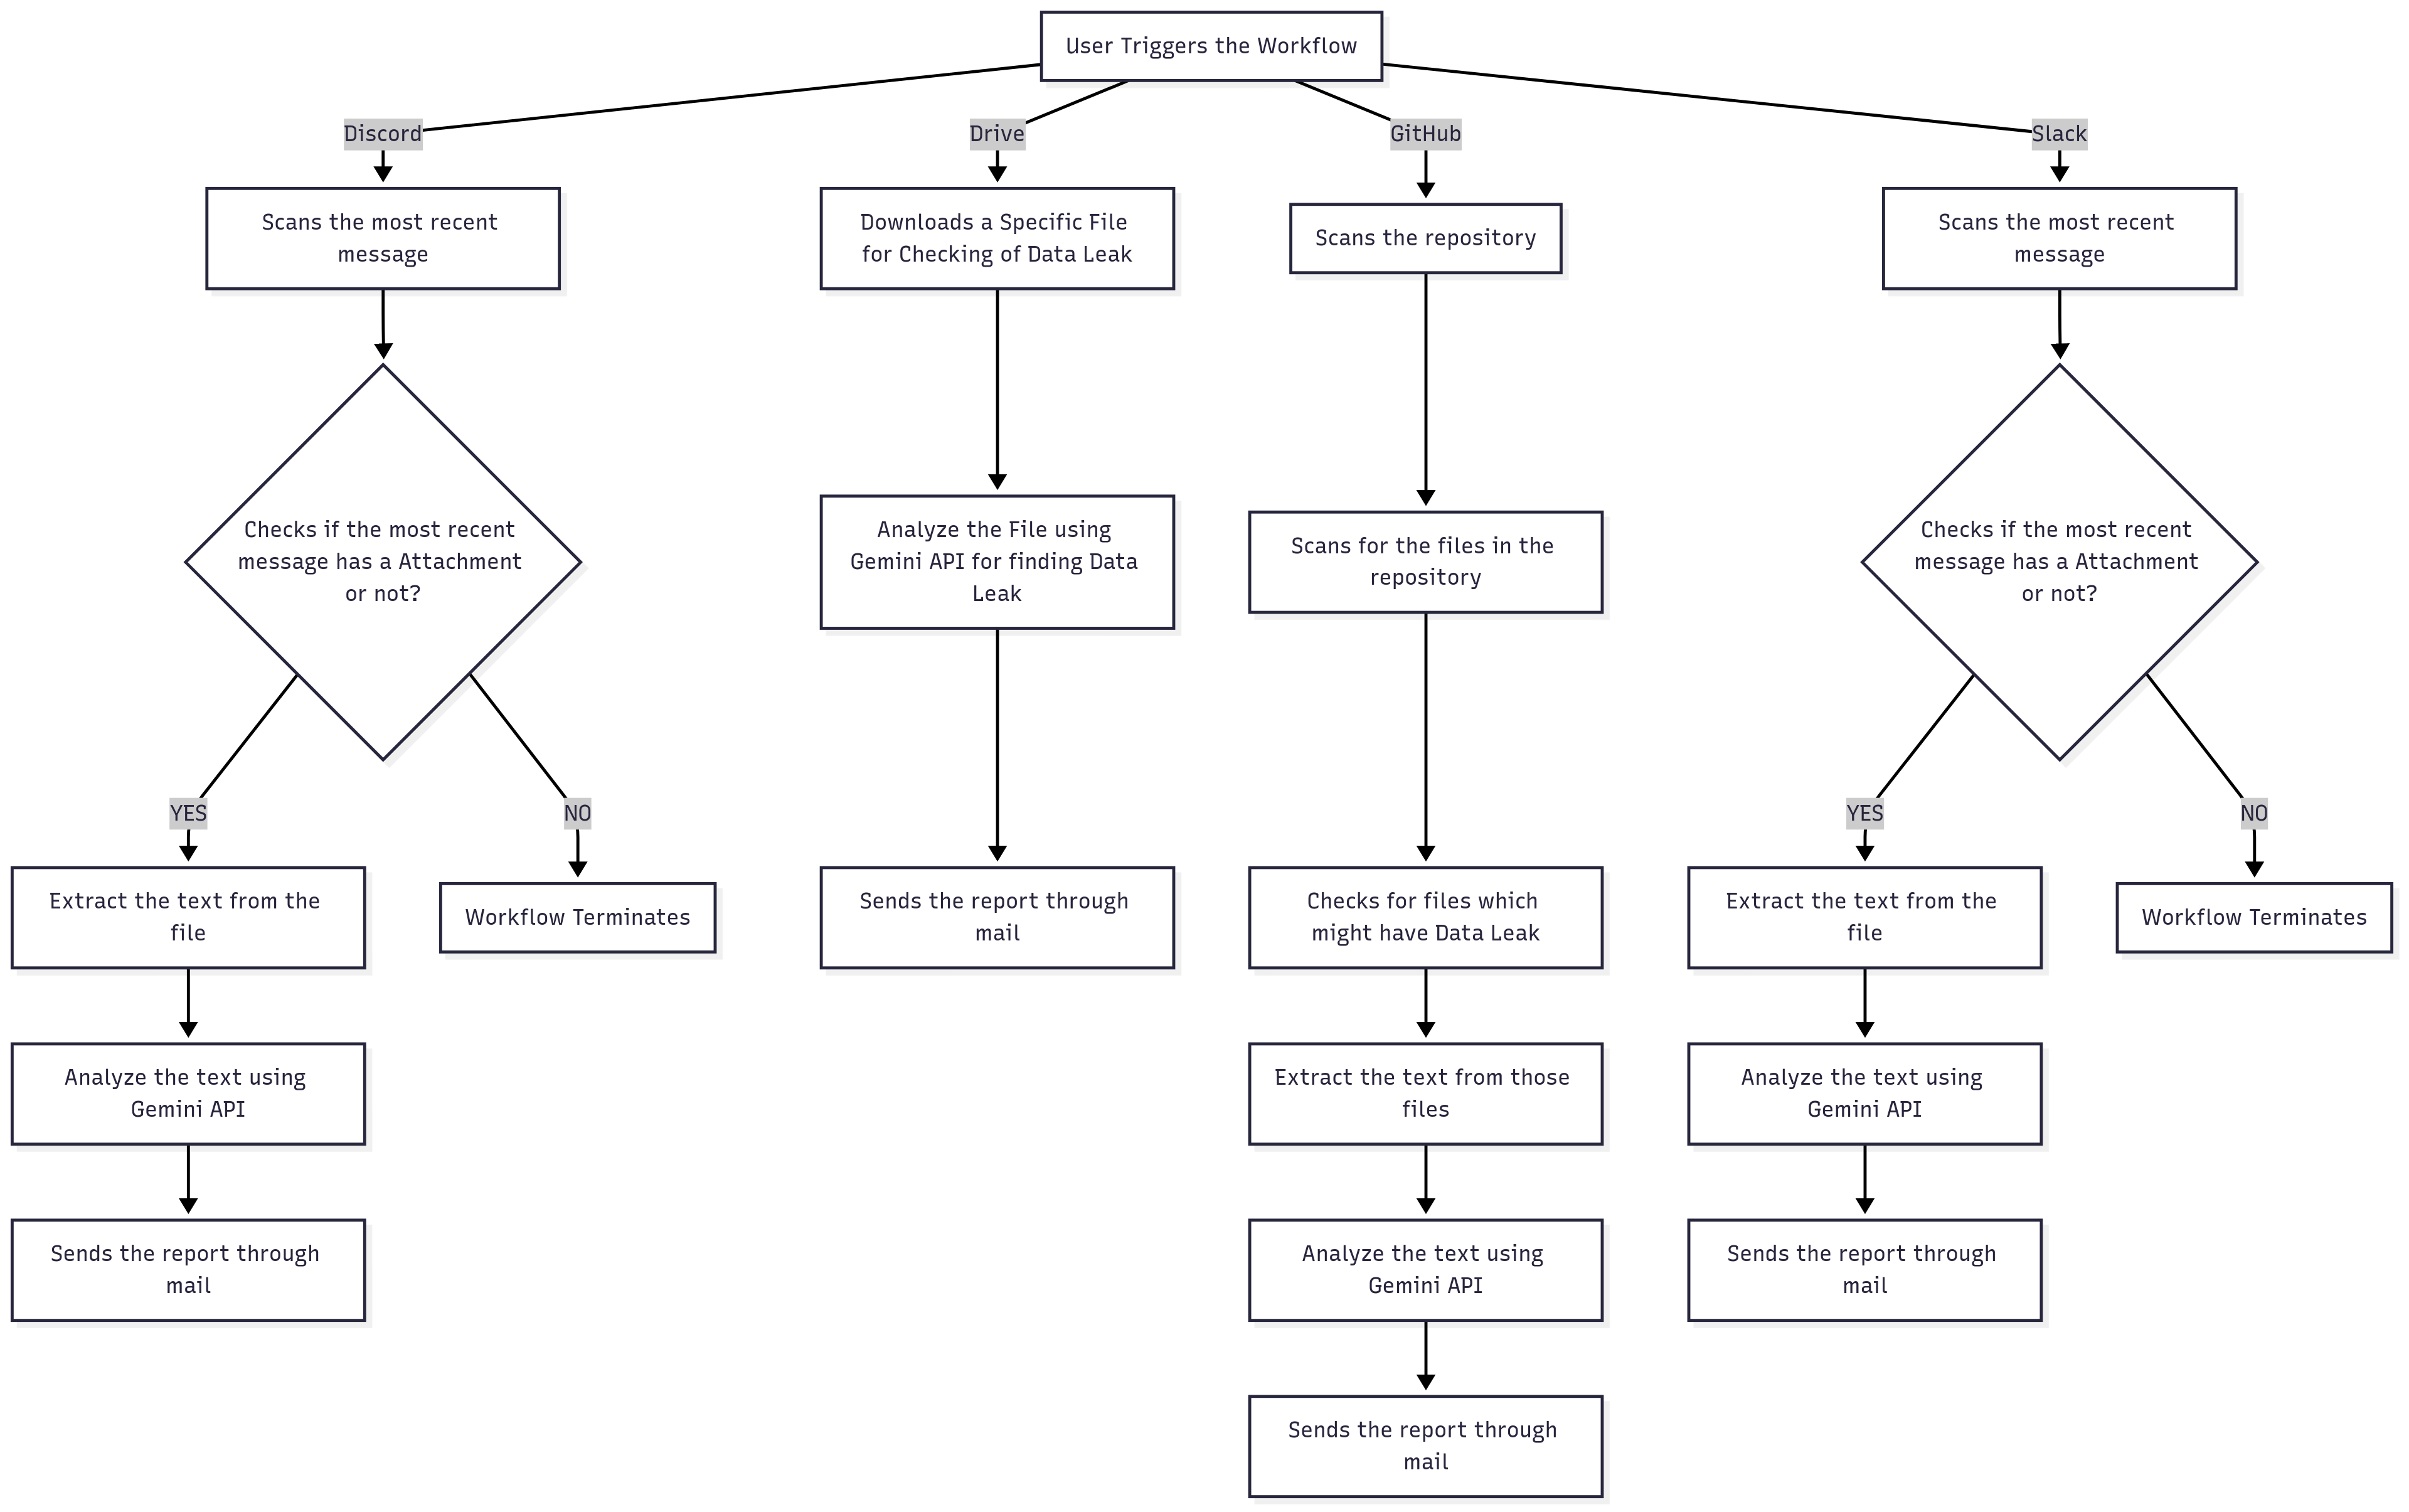 User Triggers the Workflow
Discord
Drive
GitHub
Slack
Scans the most recent
message
Downloads a Specific File
for Checking of Data Leak
Scans the repository
Scans the most recent
message
Checks if the most recent
message has a Attachment
or not?
Analyze the File using
Gemini API for finding Data
Leak
Scans for the files in the
repository
Checks if the most recent
message has a Attachment
or not?
YES
NO
YES
NO
Extract the text from the
file
Workflow Terminates
Sends the report through
mail
Checks for files which
might have Data Leak
Extract the text from the
file
Workflow Terminates
Analyze the text using
Gemini API
Extract the text from those
files
Analyze the text using
Gemini API
Sends the report through
mail
Analyze the text using
Gemini API
Sends the report through
mail
Sends the report through
mail